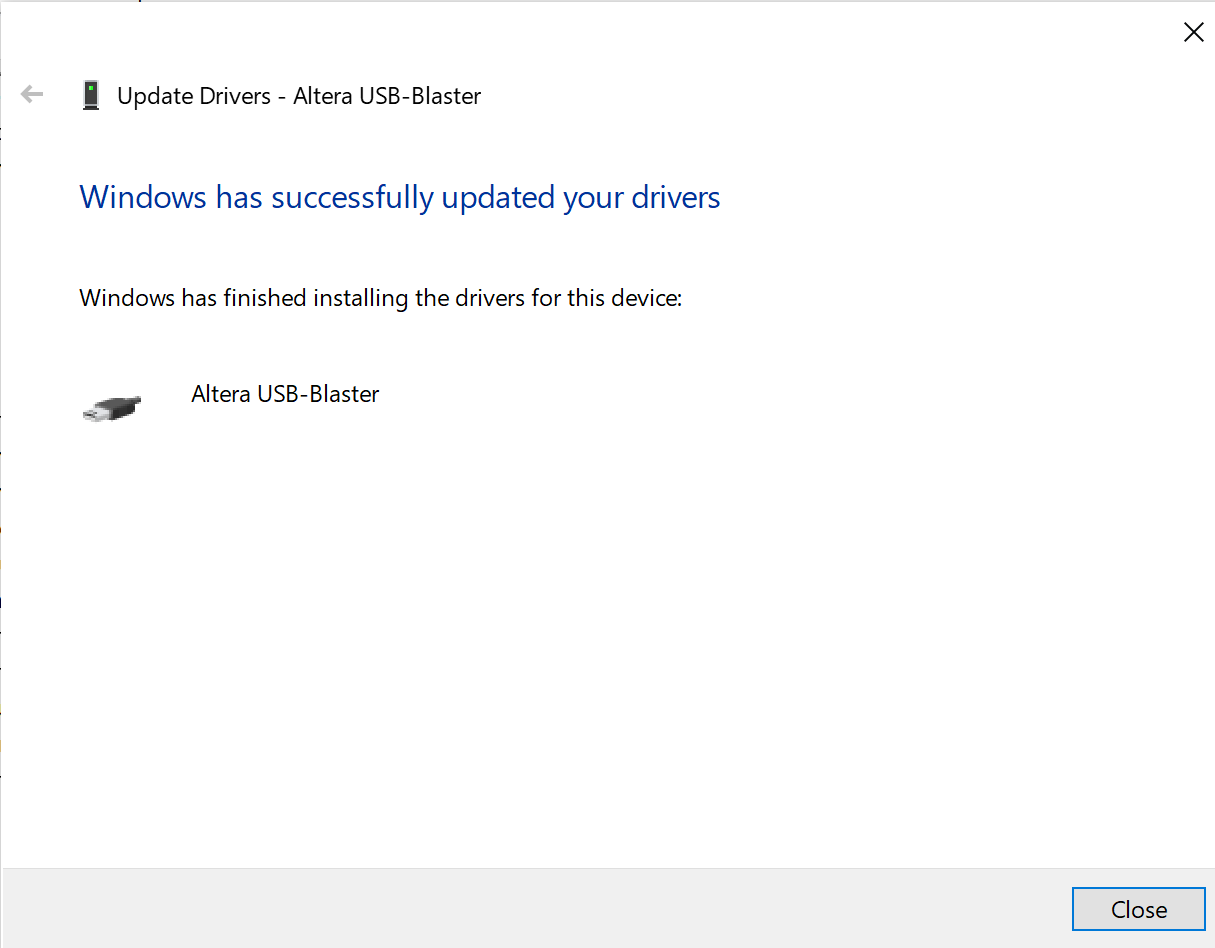 Update Drivers - Altera USB-Blaster
Windows has successfully updated your drivers
Windows has finished installing the drivers for this device:
Altera USB-Blaster
Close